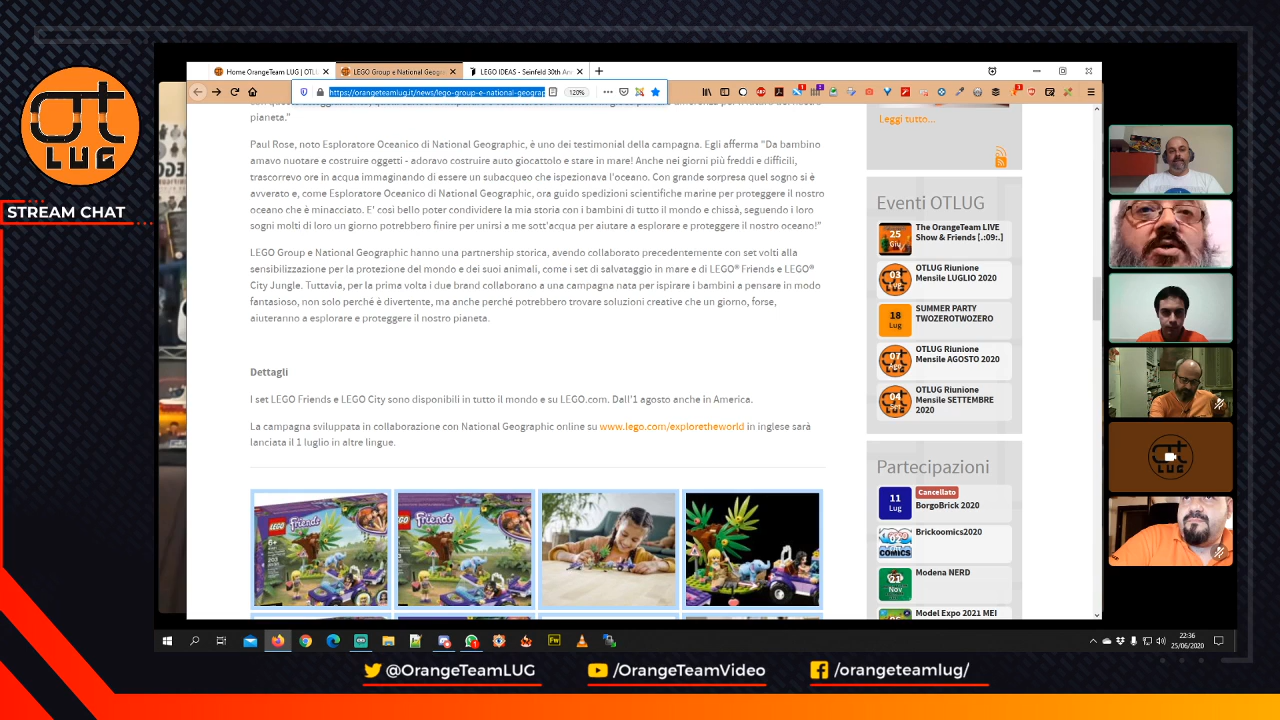 Home OrangeTeam LUG | OTL
LEGO Group e National Geogra
LEGO IDEAS - Seinfeld 30th An
https://orangeteamlug.it/news/lego-group-e-national-geograp
120%
pianeta."
Paul Rose, noto Esploratore Oceanico di National Geographic, è uno dei testimonial della campagna. Egli afferma "Da bambino
amavo nuotare e costruire oggetti - adoravo costruire auto giocattolo e stare in mare! Anche nei giorni più freddi e difficili,
trascorrevo ore in acqua immaginando di essere un subacqueo che ispezionava l'oceano. Con grande sorpresa quel sogno si è
avverato e, come Esploratore Oceanico di National Geographic, ora guido spedizioni scientifiche marine per proteggere il nostro
oceano che è minacciato. E' così bello poter condividere la mia storia con i bambini di tutto il mondo e chissà, seguendo i loro
sogni molti di loro un giorno potrebbero finire per unirsi a me sott'acqua per aiutare a esplorare e proteggere il nostro oceano!"
LEGO Group e National Geographic hanno una partnership storica, avendo collaborato precedentemente con set volti alla
sensibilizzazione per la protezione del mondo e dei suoi animali, come i set di salvataggio in mare e di LEGO® Friends e LEGO®
City Jungle. Tuttavia, per la prima volta i due brand collaborano a una campagna nata per ispirare i bambini a pensare in modo
fantasioso, non solo perché è divertente, ma anche perché potrebbero trovare soluzioni creative che un giorno, forse,
aiuteranno a esplorare e proteggere il nostro pianeta.
Dettagli
I set LEGO Friends e LEGO City sono disponibili in tutto il mondo e su LEGO.com. Dall'1 agosto anche in America.
La campagna sviluppata in collaborazione con National Geographic online su www.lego.com/exploretheworld in inglese sarà
lanciata il 1 luglio in altre lingue.
LEGO Friends
6+
LEGO Friends
Leggi tutto...
Eventi OTLUG
25 Giu
The OrangeTeam LIVE
Show & Friends [.:09:.]
03
OTLUG Riunione
Mensile LUGLIO 2020
18 Lug
SUMMER PARTY
TWOZEROTWOZERO
07
OTLUG Riunione
Mensile AGOSTO 2020
04
OTLUG Riunione
Mensile SETTEMBRE
2020
Partecipazioni
11 Lug
Cancellato
BorgoBrick 2020
COMICS
Brickoomics2020
21 Nov
Modena NERD
Model Expo 2021 MEI
22:36
25/06/2020
OT LUG
STREAM CHAT
OT LUG
@OrangeTeamLUG
/OrangeTeamVideo
/orangeteamlug/